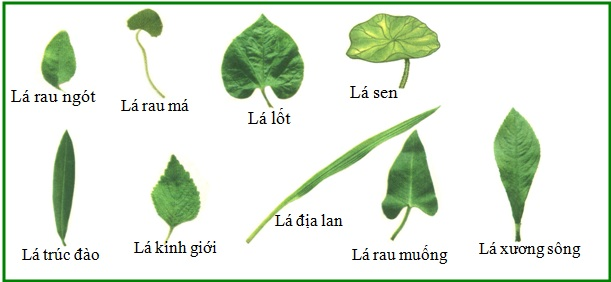 Lá rau ngót
Lá rau má
Lá lốt
Lá sen
Lá trúc đào
Lá kinh giới
Lá địa lan
Lá rau muống
Lá xương sông